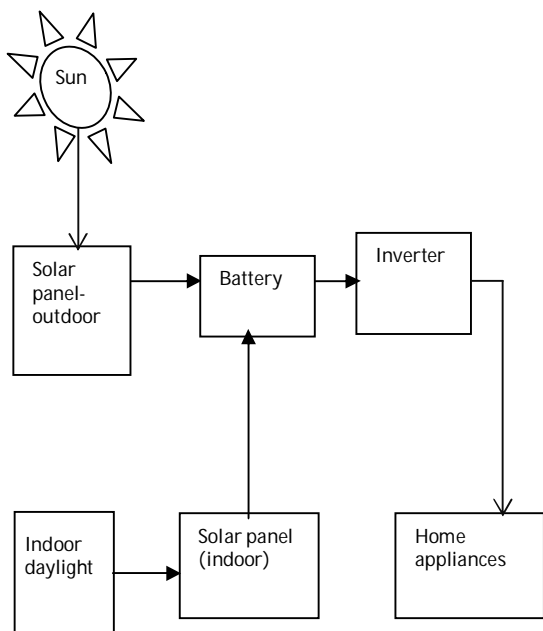 Sun
Solar
panel-
outdoor
Battery
Inverter
Indoor
daylight
Solar panel
(indoor)
Home
appliances